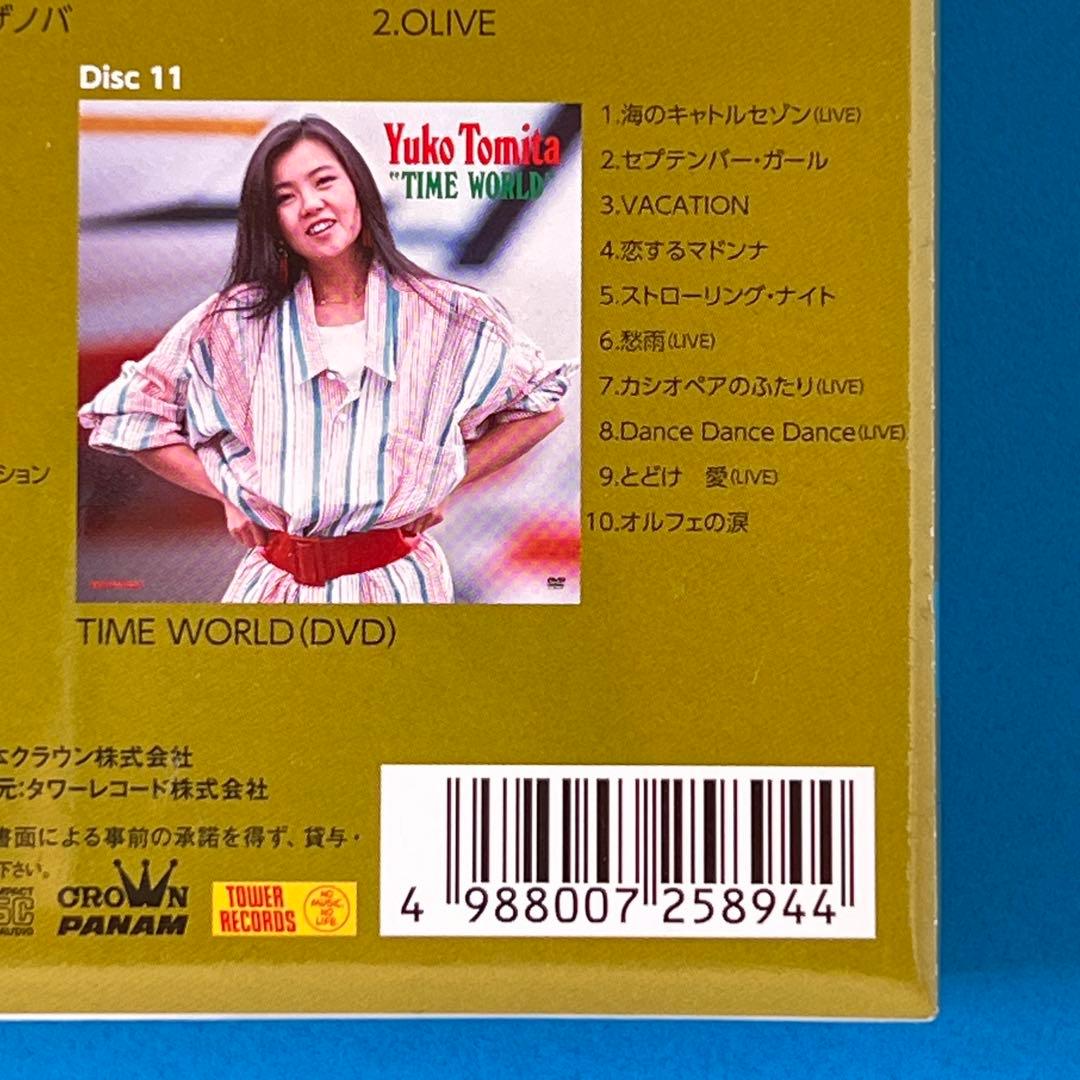 ザノバ
2.OLIVE
Disc 11
Yuko Tomita
"TIME WORLD"
1.海のキャトルセゾン(LIVE)
2.セプテンバー・ガール
3.VACATION
4.恋するマドンナ
5.ストローリング・ナイト
6.愁雨(LIVE)
7.カシオペアのふたり(LIVE)
8.Dance Dance Dance(LIVE)
9.とどけ 愛(LIVE)
10.オルフェの涙
ション
DVD
TIME WORLD(DVD)
本クラウン株式会社
元:タワーレコード株式会社
書面による事前の承諾を得ず、貸与・
下さい。
CROWN
PANAM
TOWER
RECORDS
NO
MUSIC,
NO
LIFE.
4 988007 258944